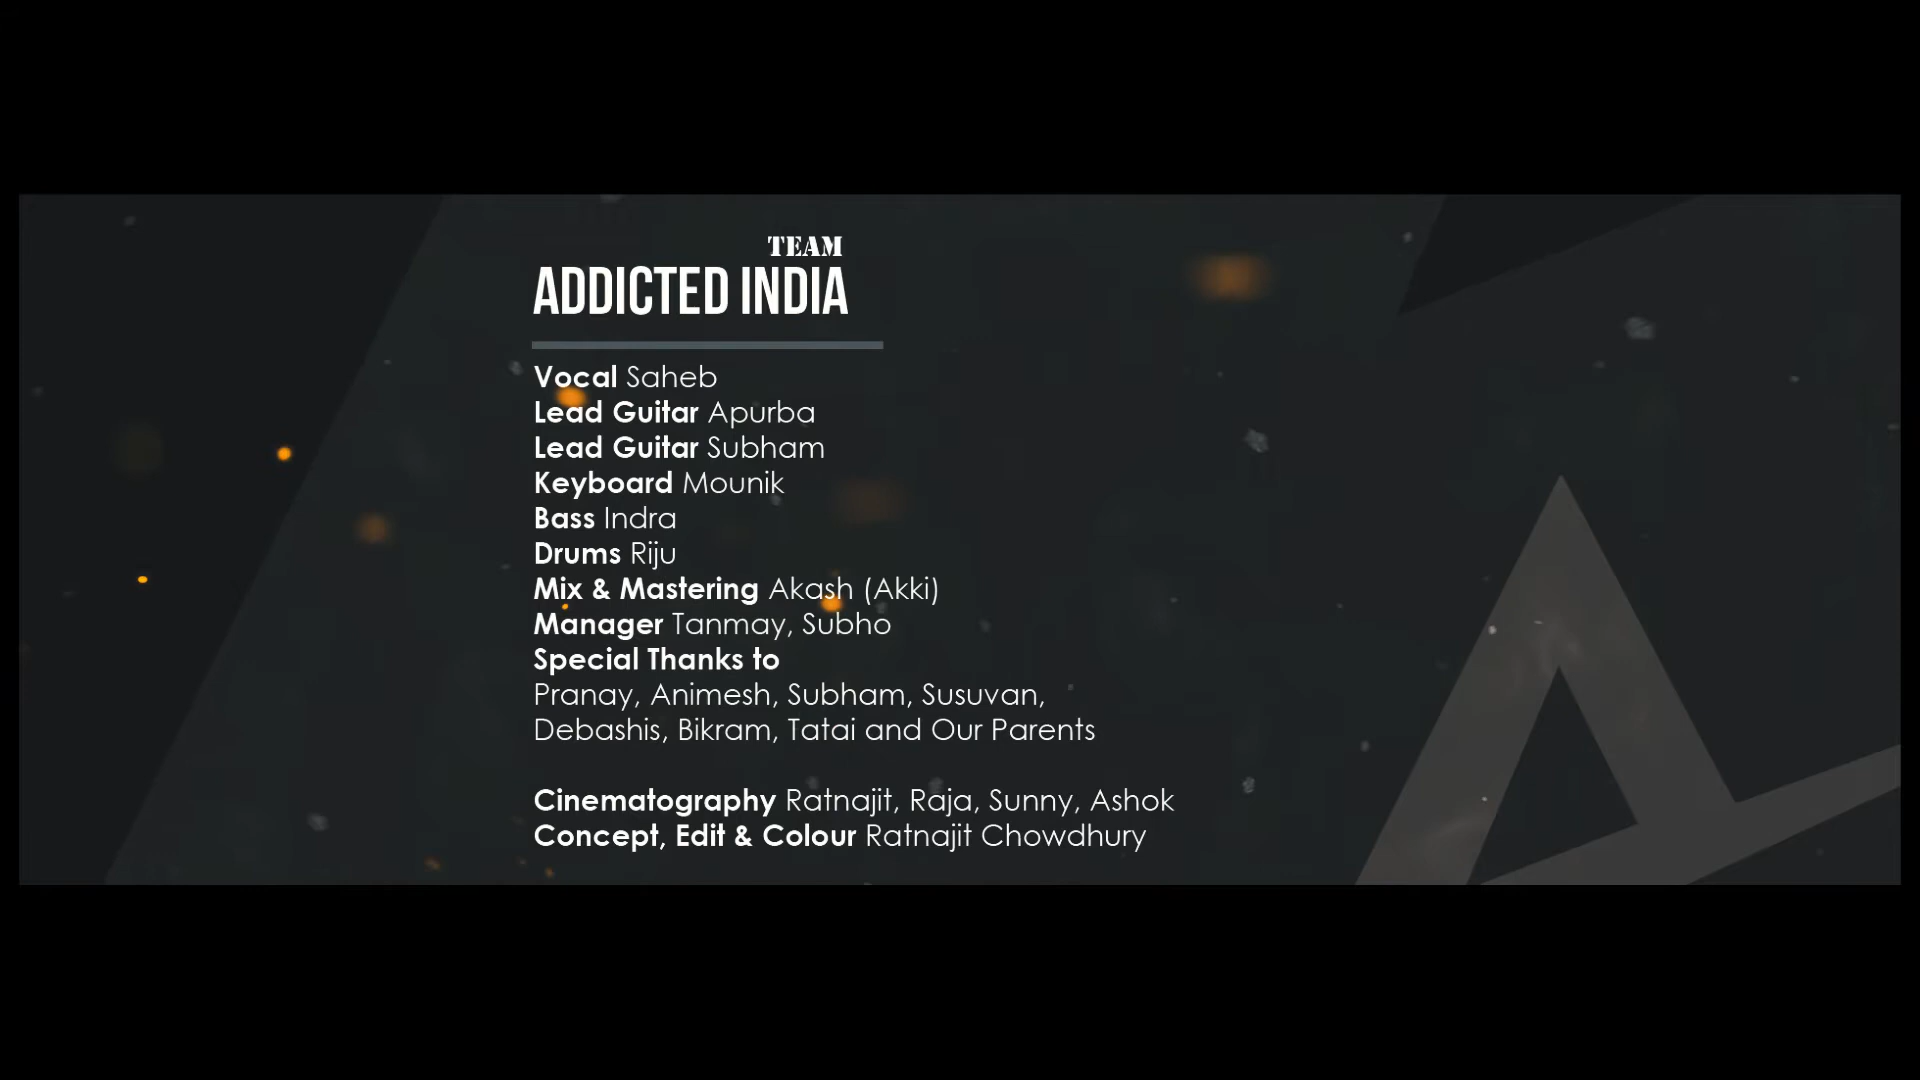 TEAM
ADDICTED INDIA
Vocal Saheb
Lead Guitar Apurba
Lead Guitar Subham
Keyboard Mounik
Bass Indra
Drums Riju
Mix & Mastering Akash (Akki)
Manager Tanmay, Subho
Special Thanks to
Pranay, Animesh, Subham, Susuvan,
Debashis, Bikram, Tatai and Our Parents
Cinematography Ratnajit, Raja, Sunny, Ashok
Concept, Edit & Colour Ratnajit Chowdhury